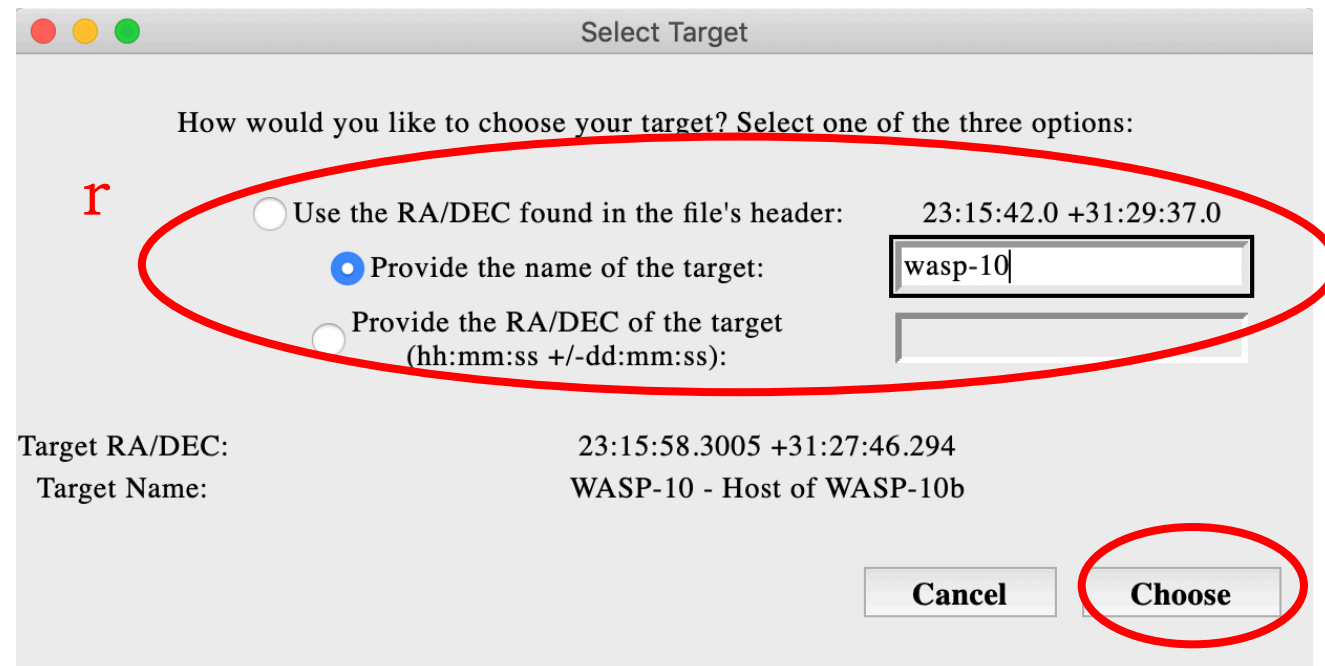 Select Target
How would you like to choose your target? Select one of the three options:
r
Use the RA/DEC found in the file's header: 23:15:42.0 +31:29:37.0
Provide the name of the target: wasp-10
Provide the RA/DEC of the target
(hh:mm:ss +/-dd:mm:ss):
Target RA/DEC: 23:15:58.3005 +31:27:46.294
Target Name: WASP-10 - Host of WASP-10b
Cancel Choose